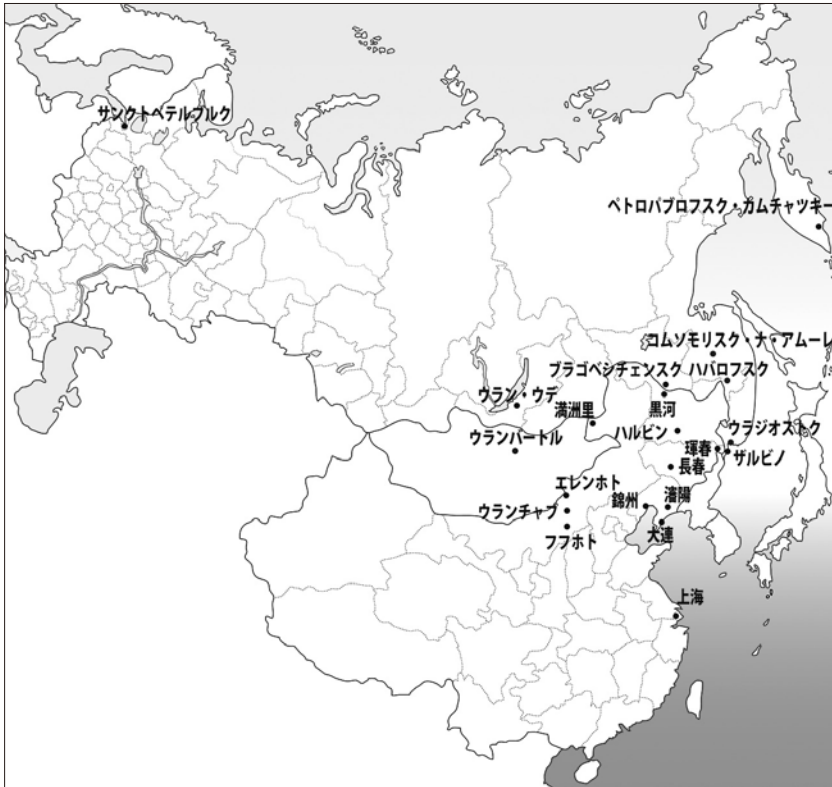 サンクトペテルブルク
ペトロパブロフスク・カムチャツキー
コムソモリスク・ナ・アムーレ
ブラゴベシチェンスク
ハバロフスク
ウラン・ウデ
満洲里
黒河
ウランバートル
ハルビン
ウラジオストク
琿春
ザルビノ
長春
エレンホト
錦州
瀋陽
ウランチャブ
大連
フフホト
上海